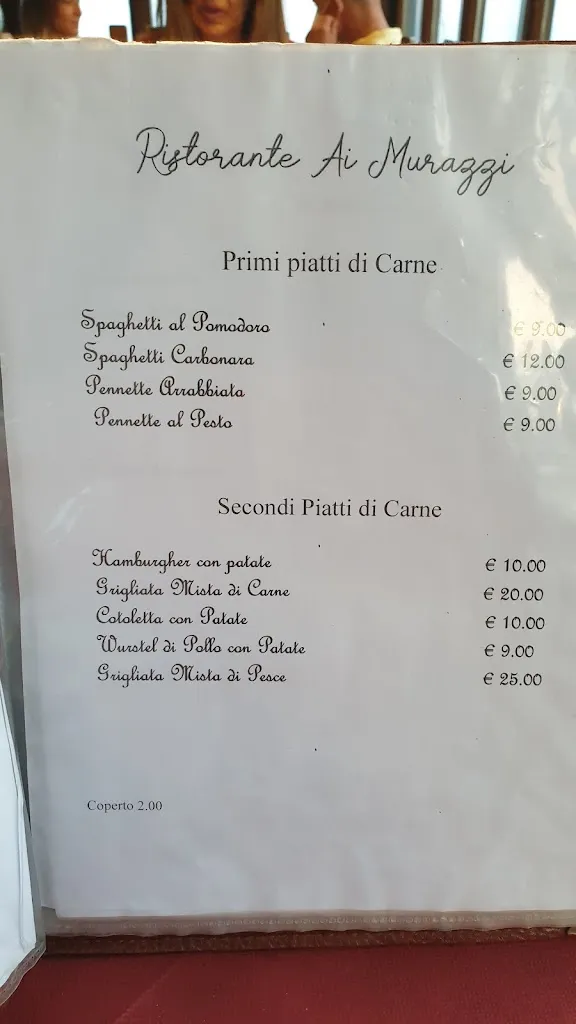 Ristorante Ai Murazzi
Primi piatti di Carne
Spaghetti al Pomodoro € 9.00
Spaghetti Carbonara € 12.00
Pennette Arrabbiata € 9.00
Pennette al Pesto € 9.00
Secondi Piatti di Carne
Hamburgher con patate € 10.00
Grigliata Mista di Carne € 20.00
Cotoletta con Patate € 10.00
Wurstel di Pollo con Patate € 9.00
Grigliata Mista di Pesce € 25.00
Coperto 2.00